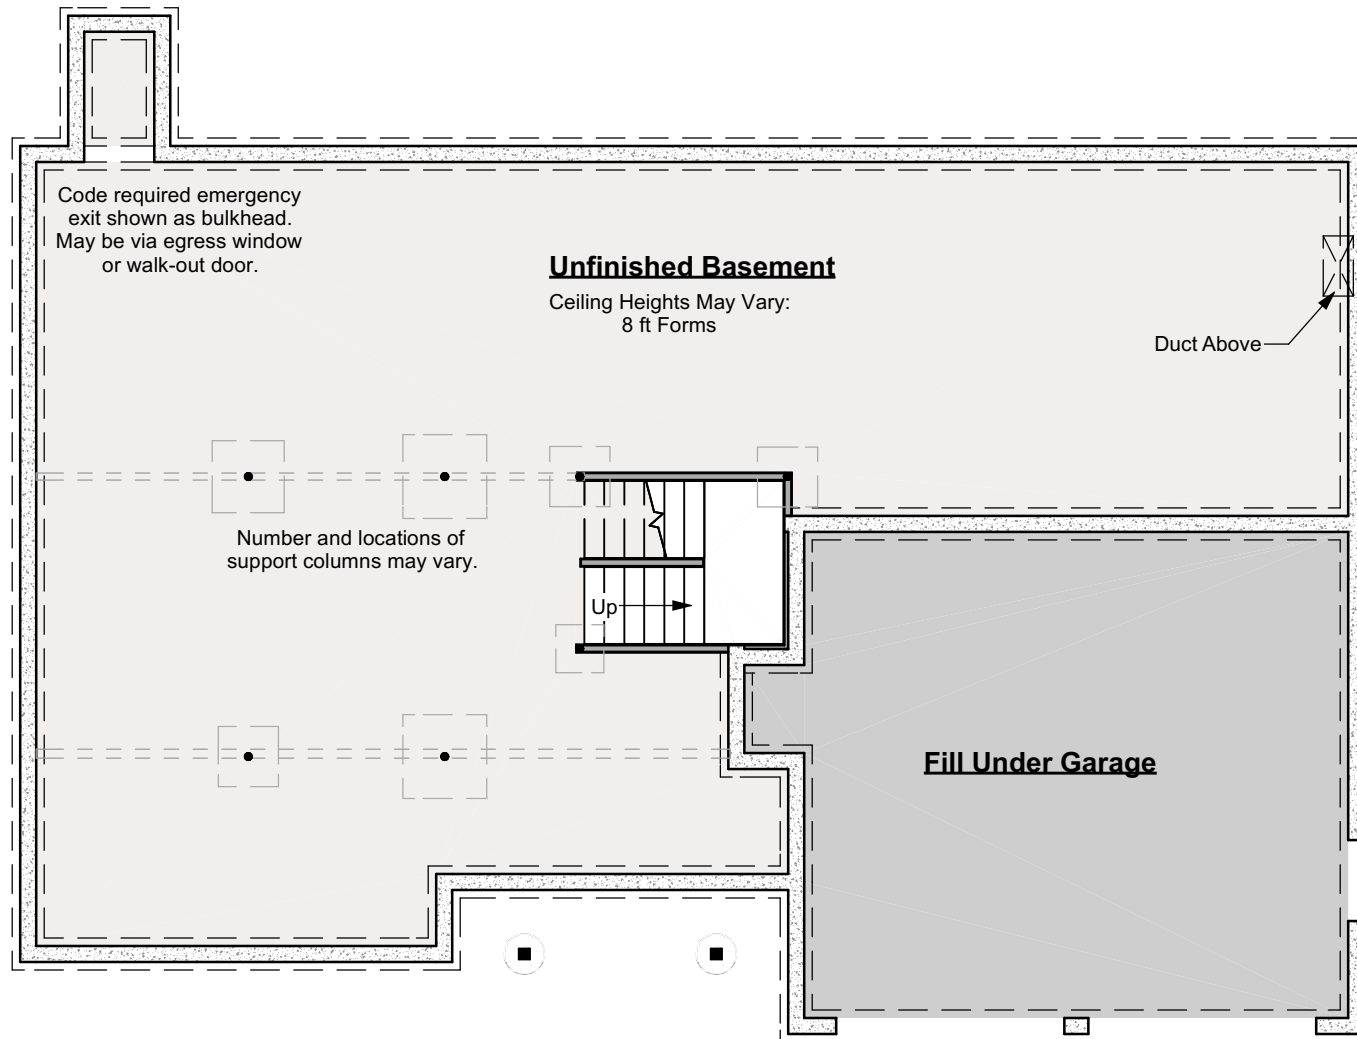 Code required emergency
exit shown as bulkhead.
May be via egress window
or walk-out door.
Unfinished Basement
Ceiling Heights May Vary:
8 ft Forms
Duct Above
Number and locations of
support columns may vary.
Up
Fill Under Garage